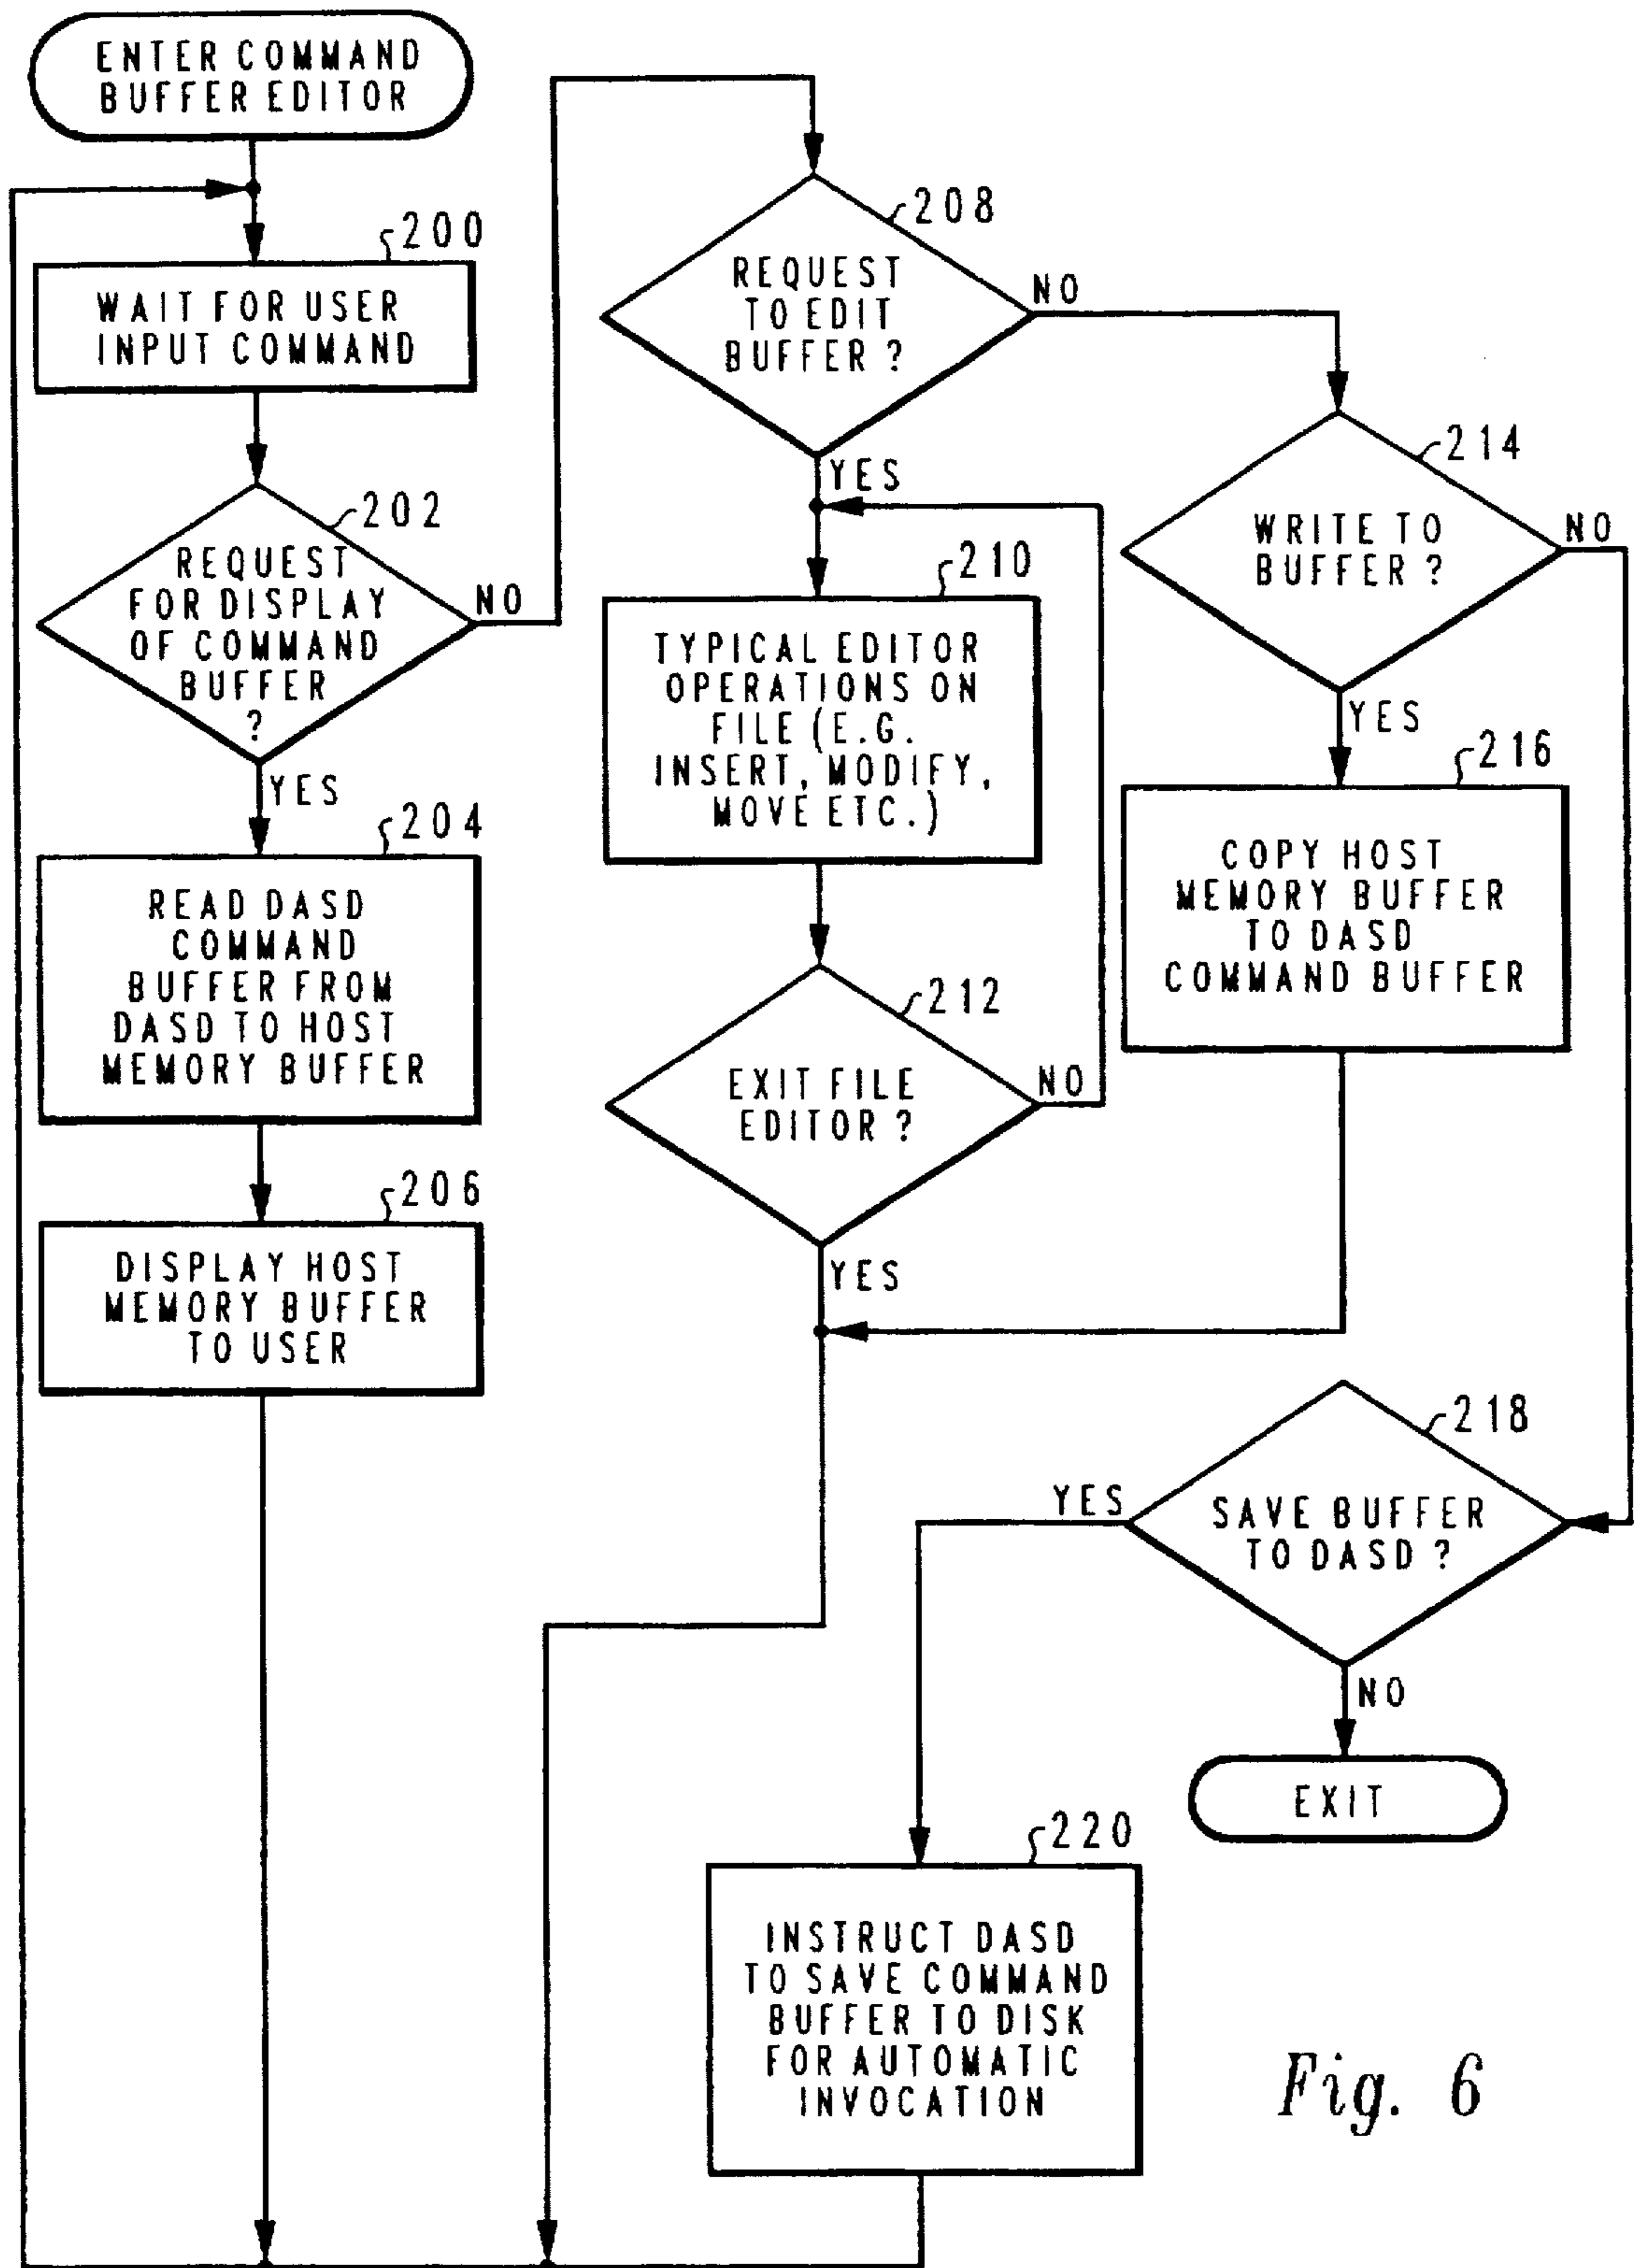 ENTER COMMAND
BUFFER EDITOR
200
WAIT FOR USER
INPUT COMMAND
202
REQUEST
FOR DISPLAY
OF COMMAND
BUFFER
?
NO
YES
204
READ DASD
COMMAND
BUFFER FROM
DASD TO HOST
MEMORY BUFFER
206
DISPLAY HOST
MEMORY BUFFER
TO USER
208
REQUEST
TO EDIT
BUFFER ?
NO
YES
210
TYPICAL EDITOR
OPERATIONS ON
FILE (E.G.
INSERT, MODIFY,
MOVE ETC.)
212
EXIT FILE
EDITOR ?
NO
YES
214
WRITE TO
BUFFER ?
NO
YES
216
COPY HOST
MEMORY BUFFER
TO DASD
COMMAND BUFFER
218
SAVE BUFFER
TO DASD ?
YES
NO
EXIT
220
INSTRUCT DASD
TO SAVE COMMAND
BUFFER TO DISK
FOR AUTOMATIC
INVOCATION
Fig. 6